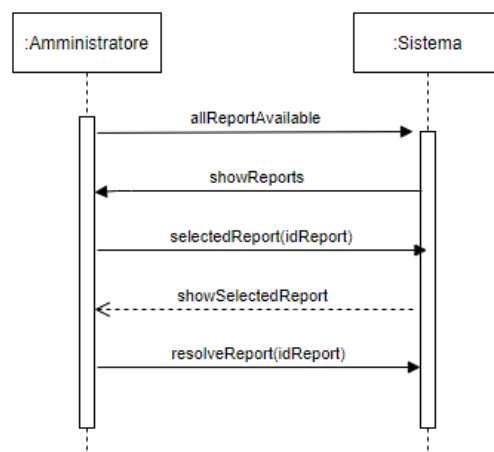 :Amministratore
:Sistema
allReportAvailable
showReports
selectedReport(idReport)
showSelectedReport
resolveReport(idReport)